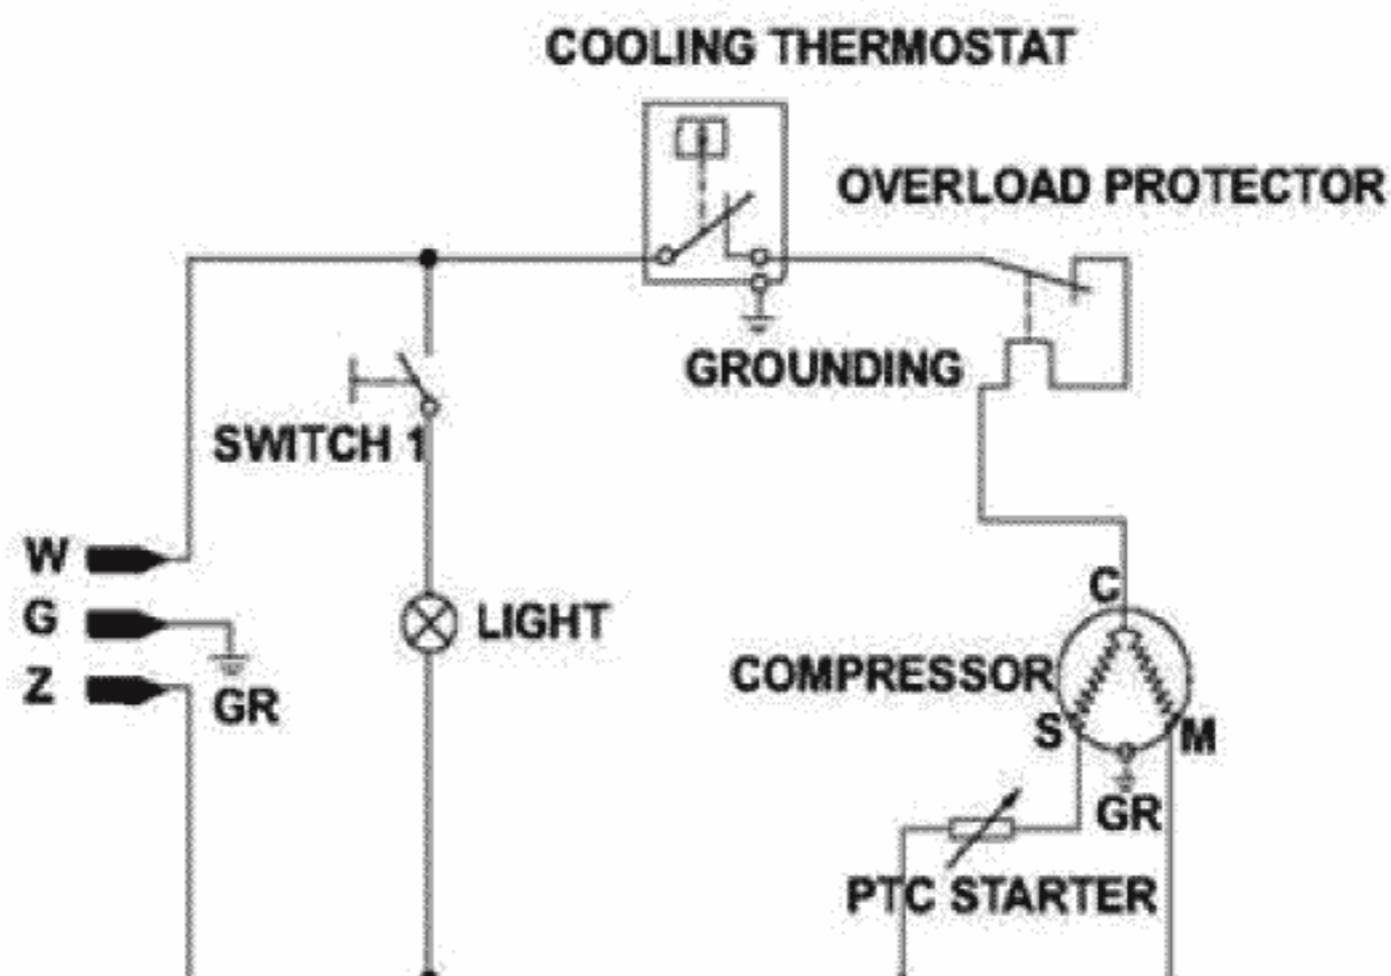 COOLING THERMOSTAT
OVERLOAD PROTECTOR
GROUNDING
SWITCH 1
W
G
Z
GR
LIGHT
C
COMPRESSOR
S
M
GR
PTC STARTER